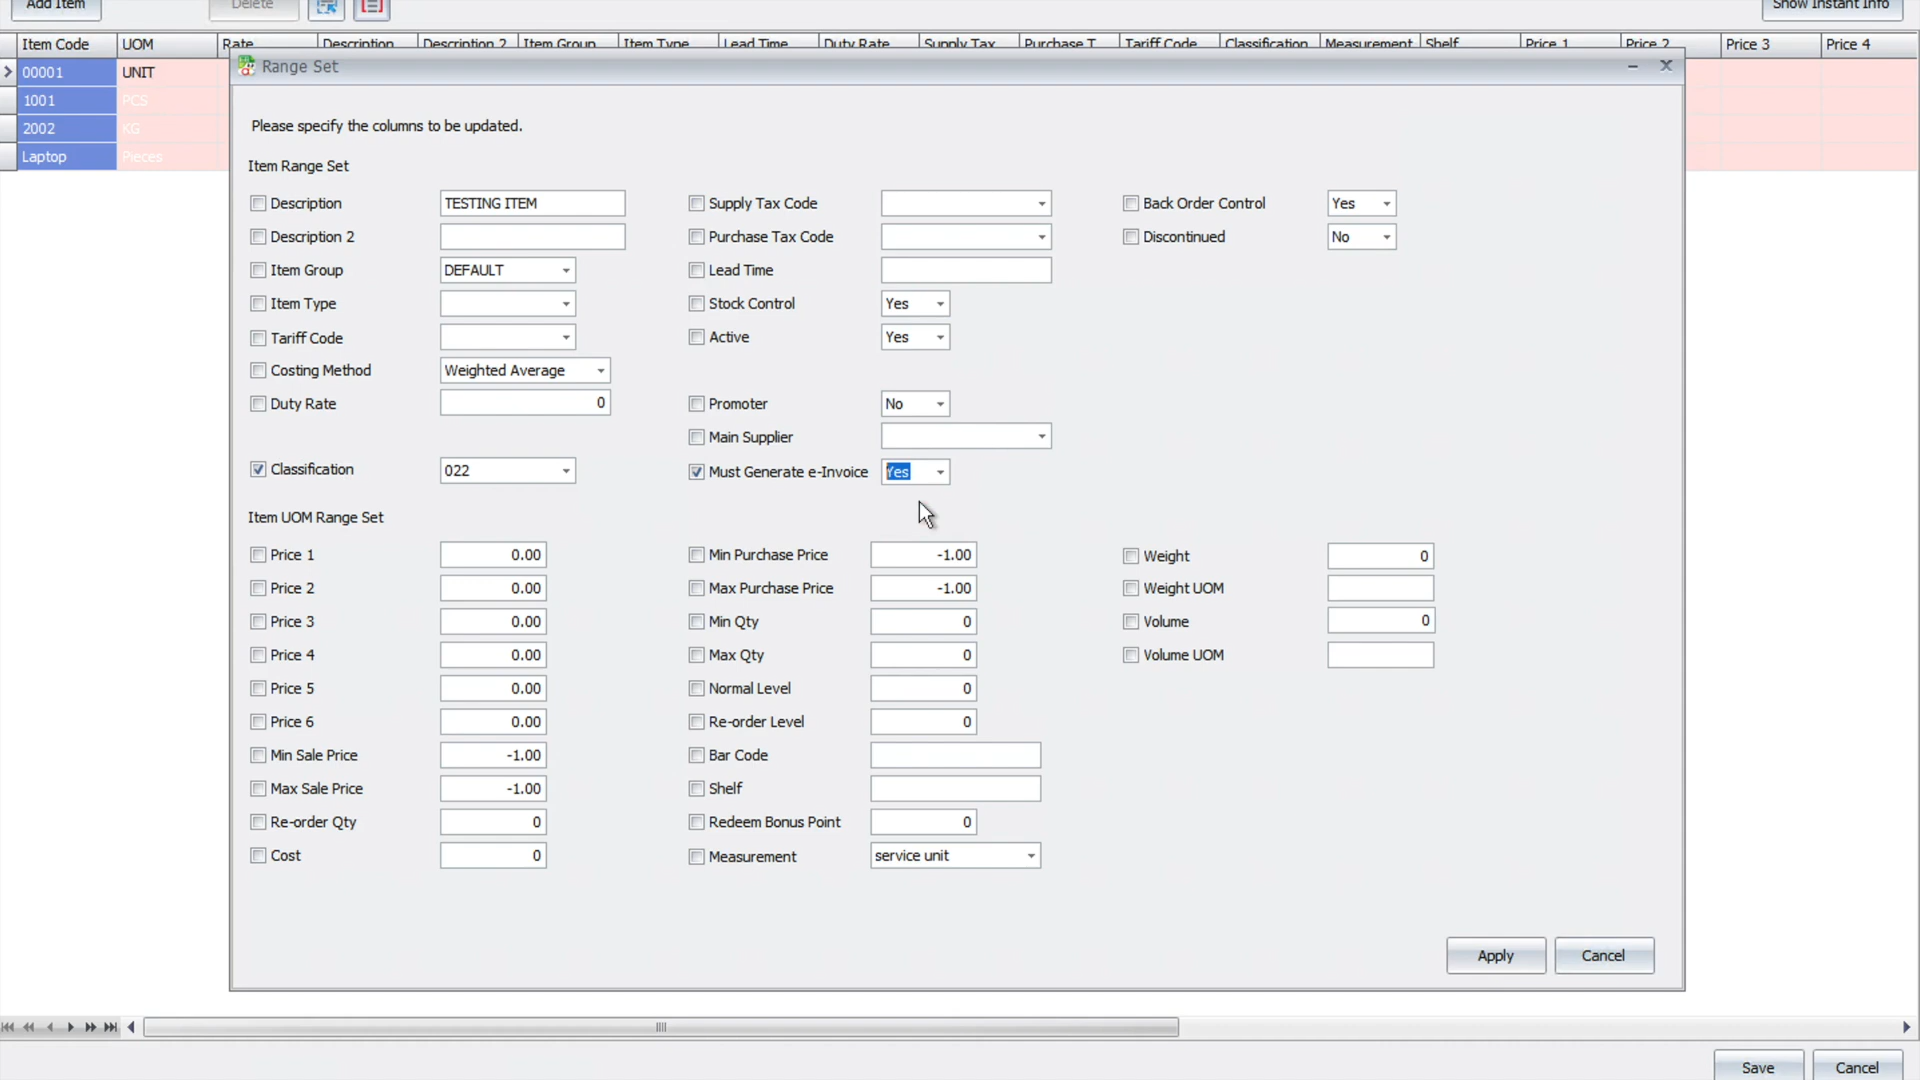 Add Item Delete Show Instant Info
Item Code UOM Rate Description Description 2 Item Group Item Type Lead Time Duty Rate Supply Tax Purchase T Tariff Code Classification Measurement Shelf Price 1 Price 2 Price 3 Price 4
00001 UNIT
1001 PCS
2002 KG
Laptop Pieces
Range Set
Please specify the columns to be updated.
Item Range Set
Description TESTING ITEM Supply Tax Code Back Order Control Yes
Description 2 Purchase Tax Code Discontinued No
Item Group DEFAULT Lead Time
Item Type Stock Control Yes
Tariff Code Active Yes
Costing Method Weighted Average
Duty Rate 0 Promoter No
Main Supplier
Classification 022 Must Generate e-Invoice Yes
Item UOM Range Set
Price 1 0.00 Min Purchase Price -1.00 Weight 0
Price 2 0.00 Max Purchase Price -1.00 Weight UOM
Price 3 0.00 Min Qty 0 Volume 0
Price 4 0.00 Max Qty 0 Volume UOM
Price 5 0.00 Normal Level 0
Price 6 0.00 Re-order Level 0
Min Sale Price -1.00 Bar Code
Max Sale Price -1.00 Shelf
Re-order Qty 0 Redeem Bonus Point 0
Cost 0 Measurement service unit
Apply Cancel
Save Cancel